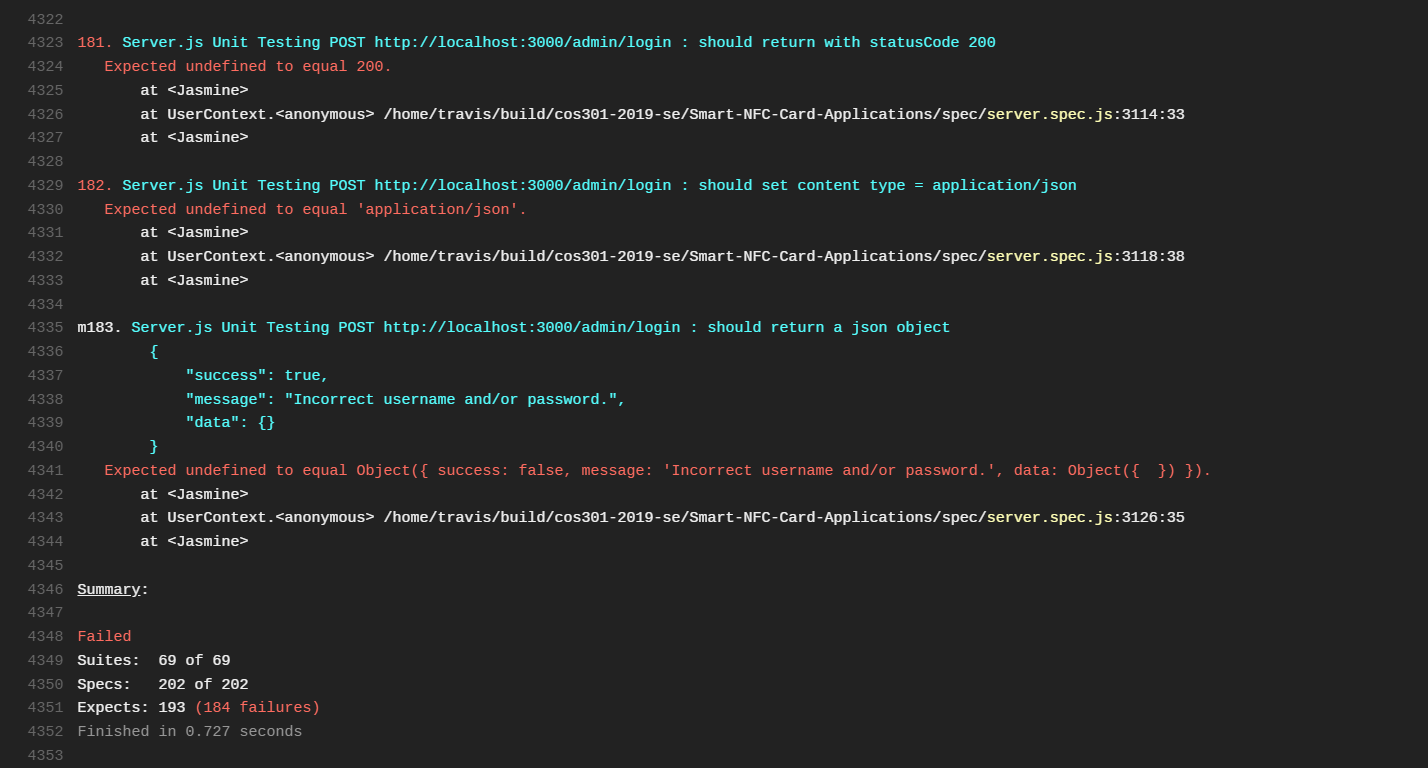 4322
4323 181. Server.js Unit Testing POST http://localhost:3000/admin/login : should return with statusCode 200
4324    Expected undefined to equal 200.
4325        at <Jasmine>
4326        at UserContext.<anonymous> /home/travis/build/cos301-2019-se/Smart-NFC-Card-Applications/spec/server.spec.js:3114:33
4327        at <Jasmine>
4328
4329 182. Server.js Unit Testing POST http://localhost:3000/admin/login : should set content type = application/json
4330    Expected undefined to equal 'application/json'.
4331        at <Jasmine>
4332        at UserContext.<anonymous> /home/travis/build/cos301-2019-se/Smart-NFC-Card-Applications/spec/server.spec.js:3118:38
4333        at <Jasmine>
4334
4335 m183. Server.js Unit Testing POST http://localhost:3000/admin/login : should return a json object
4336         {
4337             "success": true,
4338             "message": "Incorrect username and/or password.",
4339             "data": {}
4340         }
4341    Expected undefined to equal Object({ success: false, message: 'Incorrect username and/or password.', data: Object({  }) }).
4342        at <Jasmine>
4343        at UserContext.<anonymous> /home/travis/build/cos301-2019-se/Smart-NFC-Card-Applications/spec/server.spec.js:3126:35
4344        at <Jasmine>
4345
4346 Summary:
4347
4348 Failed
4349 Suites:  69 of 69
4350 Specs:   202 of 202
4351 Expects: 193 (184 failures)
4352 Finished in 0.727 seconds
4353